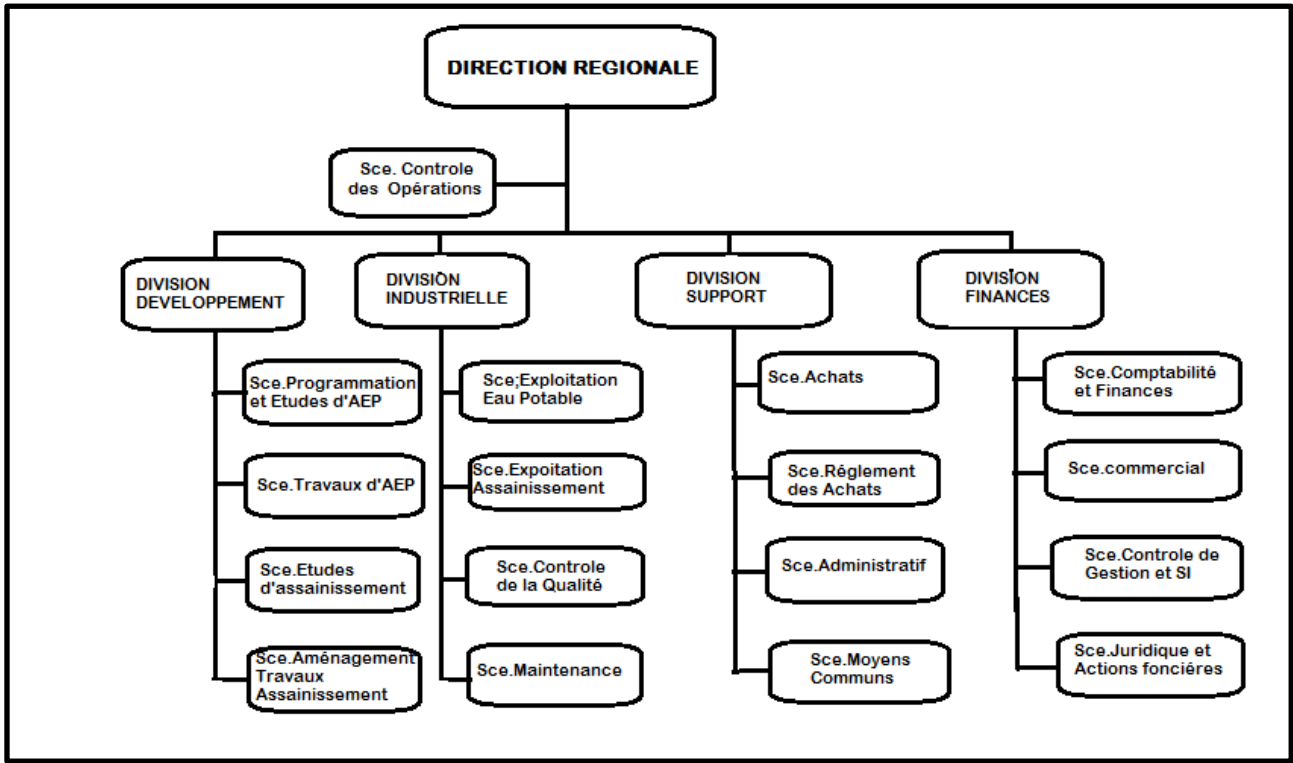 DIRECTION REGIONALE
Sce. Controle
des Opérations
DIVISION
DEVELOPPEMENT
Sce.Programmation
et Etudes d'AEP
Sce.Travaux d'AEP
Sce.Etudes
d'assainissement
Sce.Aménagement
Travaux
Assainissement
DIVISION
INDUSTRIELLE
Sce;Exploitation
Eau Potable
Sce.Expoitation
Assainissement
Sce.Controle
de la Qualité
Sce.Maintenance
DIVISION
SUPPORT
Sce.Achats
Sce.Réglement
des Achats
Sce.Administratif
Sce.Moyens
Communs
DIVISION
FINANCES
Sce.Comptabilité
et Finances
Sce.commercial
Sce.Controle de
Gestion et SI
Sce.Juridique et
Actions fonciéres